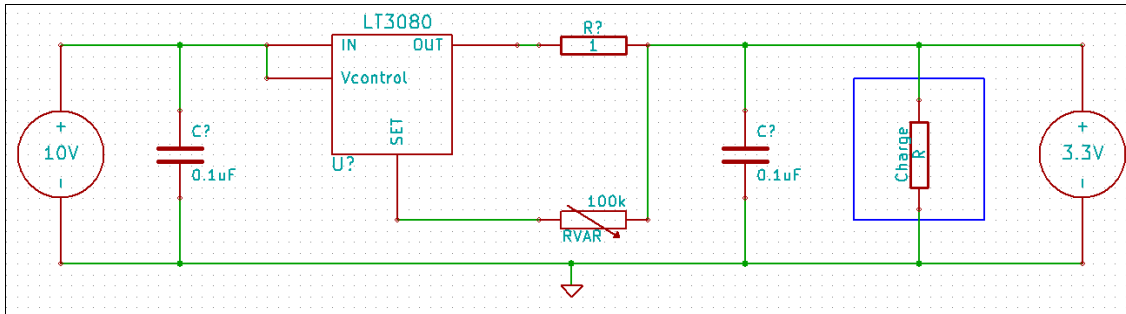 LT3080
IN
OUT
Vcontrol
SET
U?
R?
1
+
10V
-
C?
0.1uF
100k
RVAR
C?
0.1uF
Charge
R
+
3.3V
-